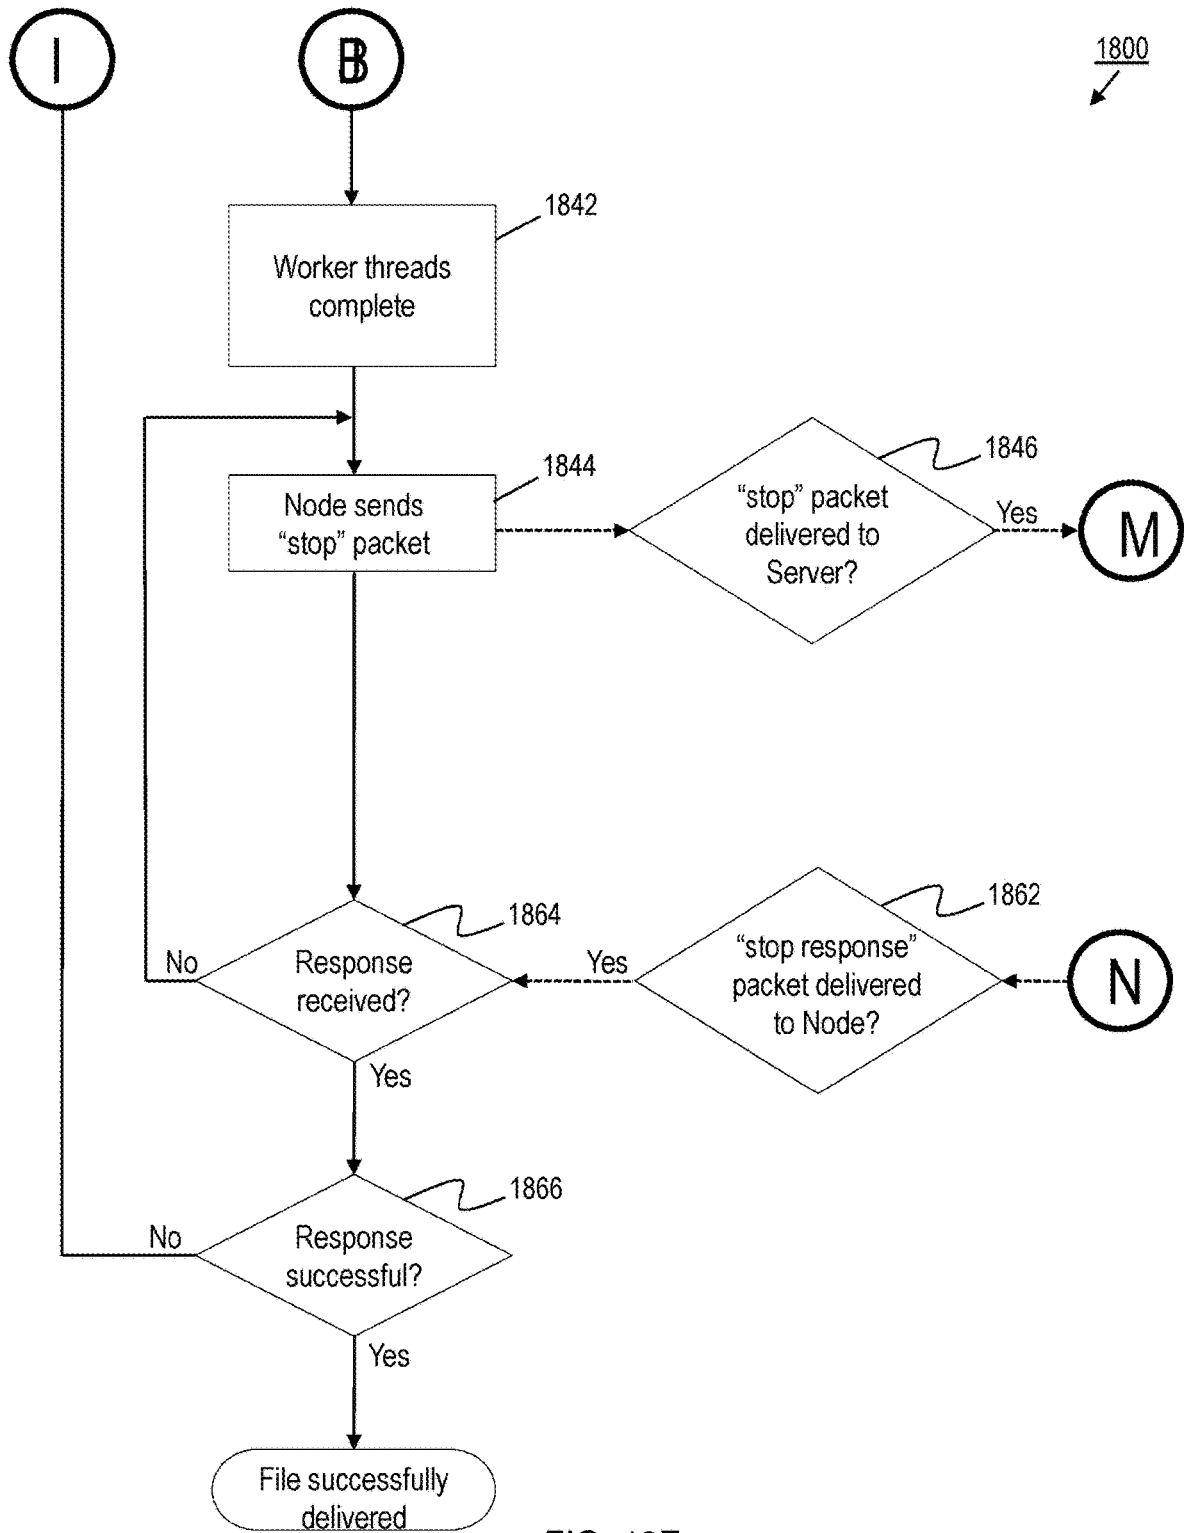 I
B
1800
1842
Worker threads
complete
1844
Node sends
“stop” packet
1846
“stop” packet
delivered to
Server?
Yes
M
1864
No
Response
received?
Yes
1862
“stop response”
packet delivered
to Node?
N
Yes
1866
No
Response
successful?
Yes
File successfully
delivered